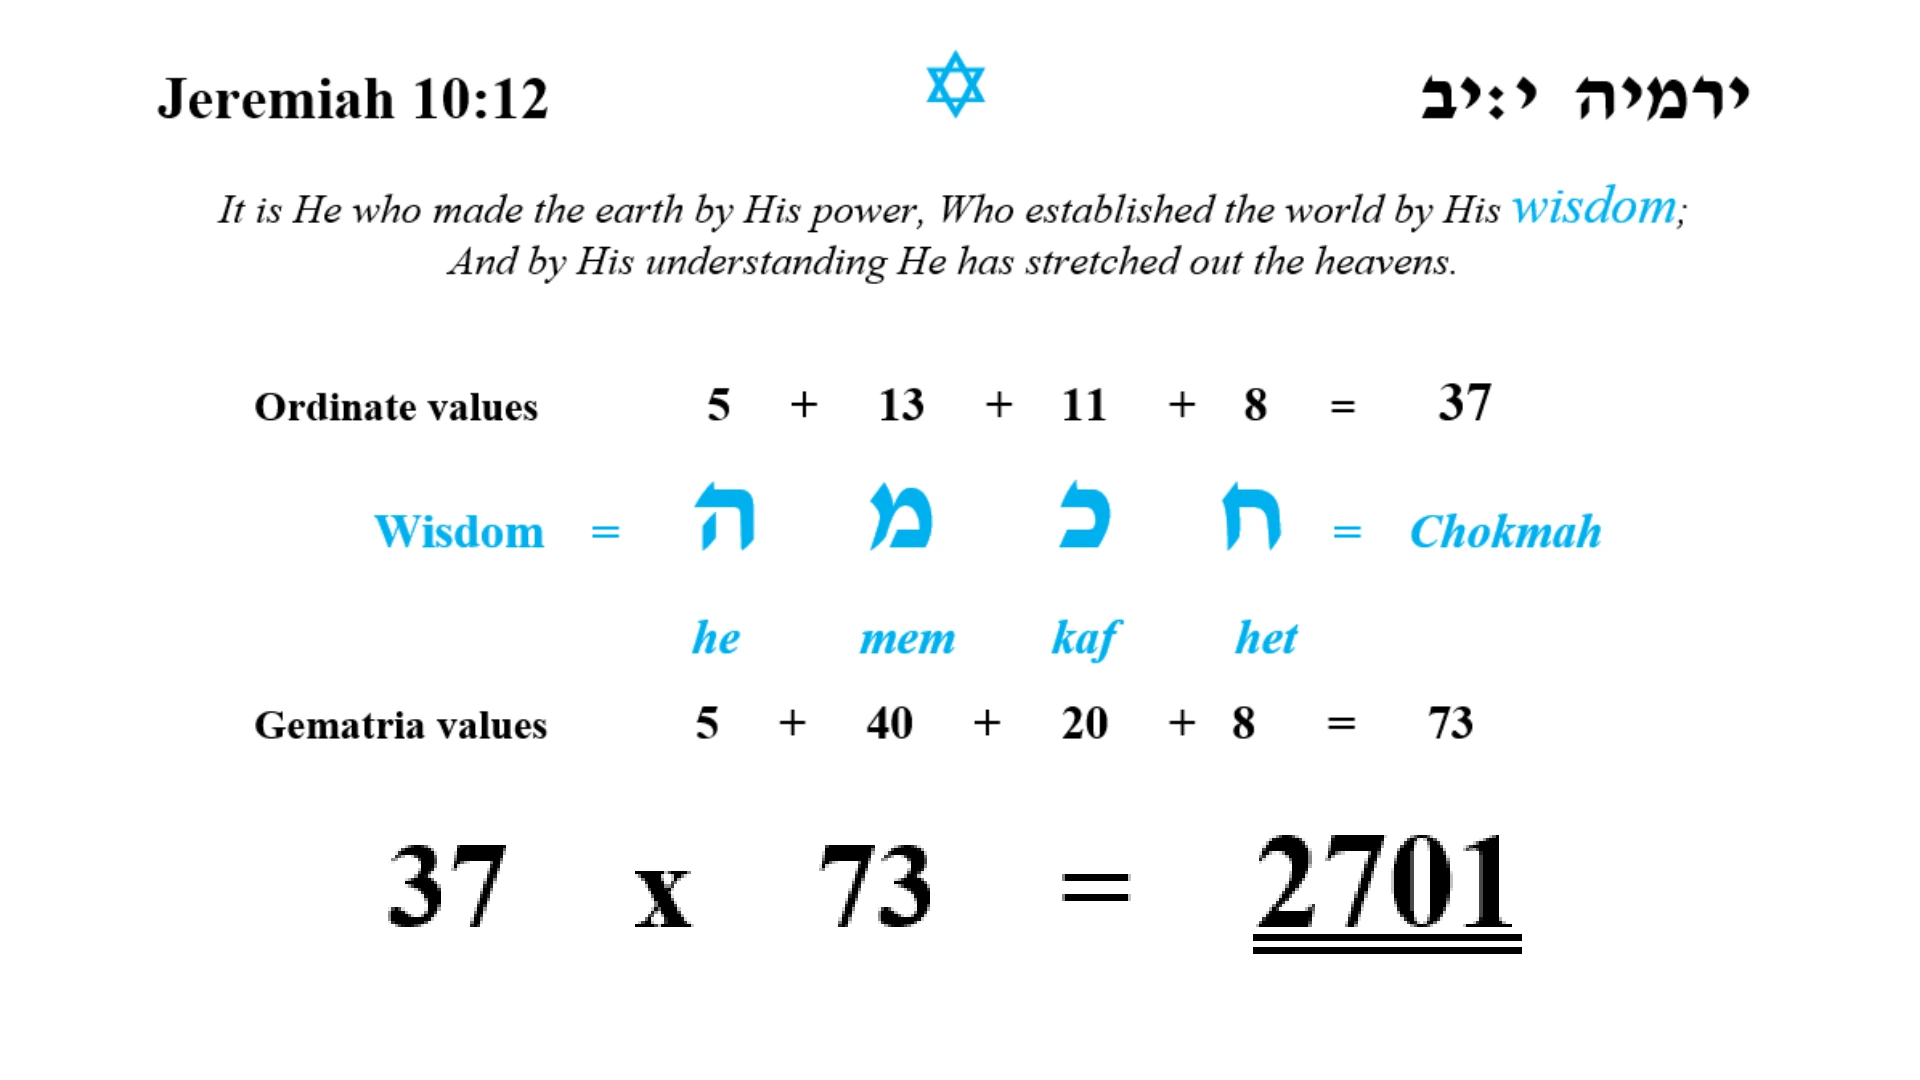 Jeremiah 10:12 ירמיה י:יב
It is He who made the earth by His power, Who established the world by His wisdom;
And by His understanding He has stretched out the heavens.
Ordinate values 5 + 13 + 11 + 8 = 37
Wisdom = ה מ כ ח = Chokmah
he mem kaf het
Gematria values 5 + 40 + 20 + 8 = 73
37 x 73 = 2701